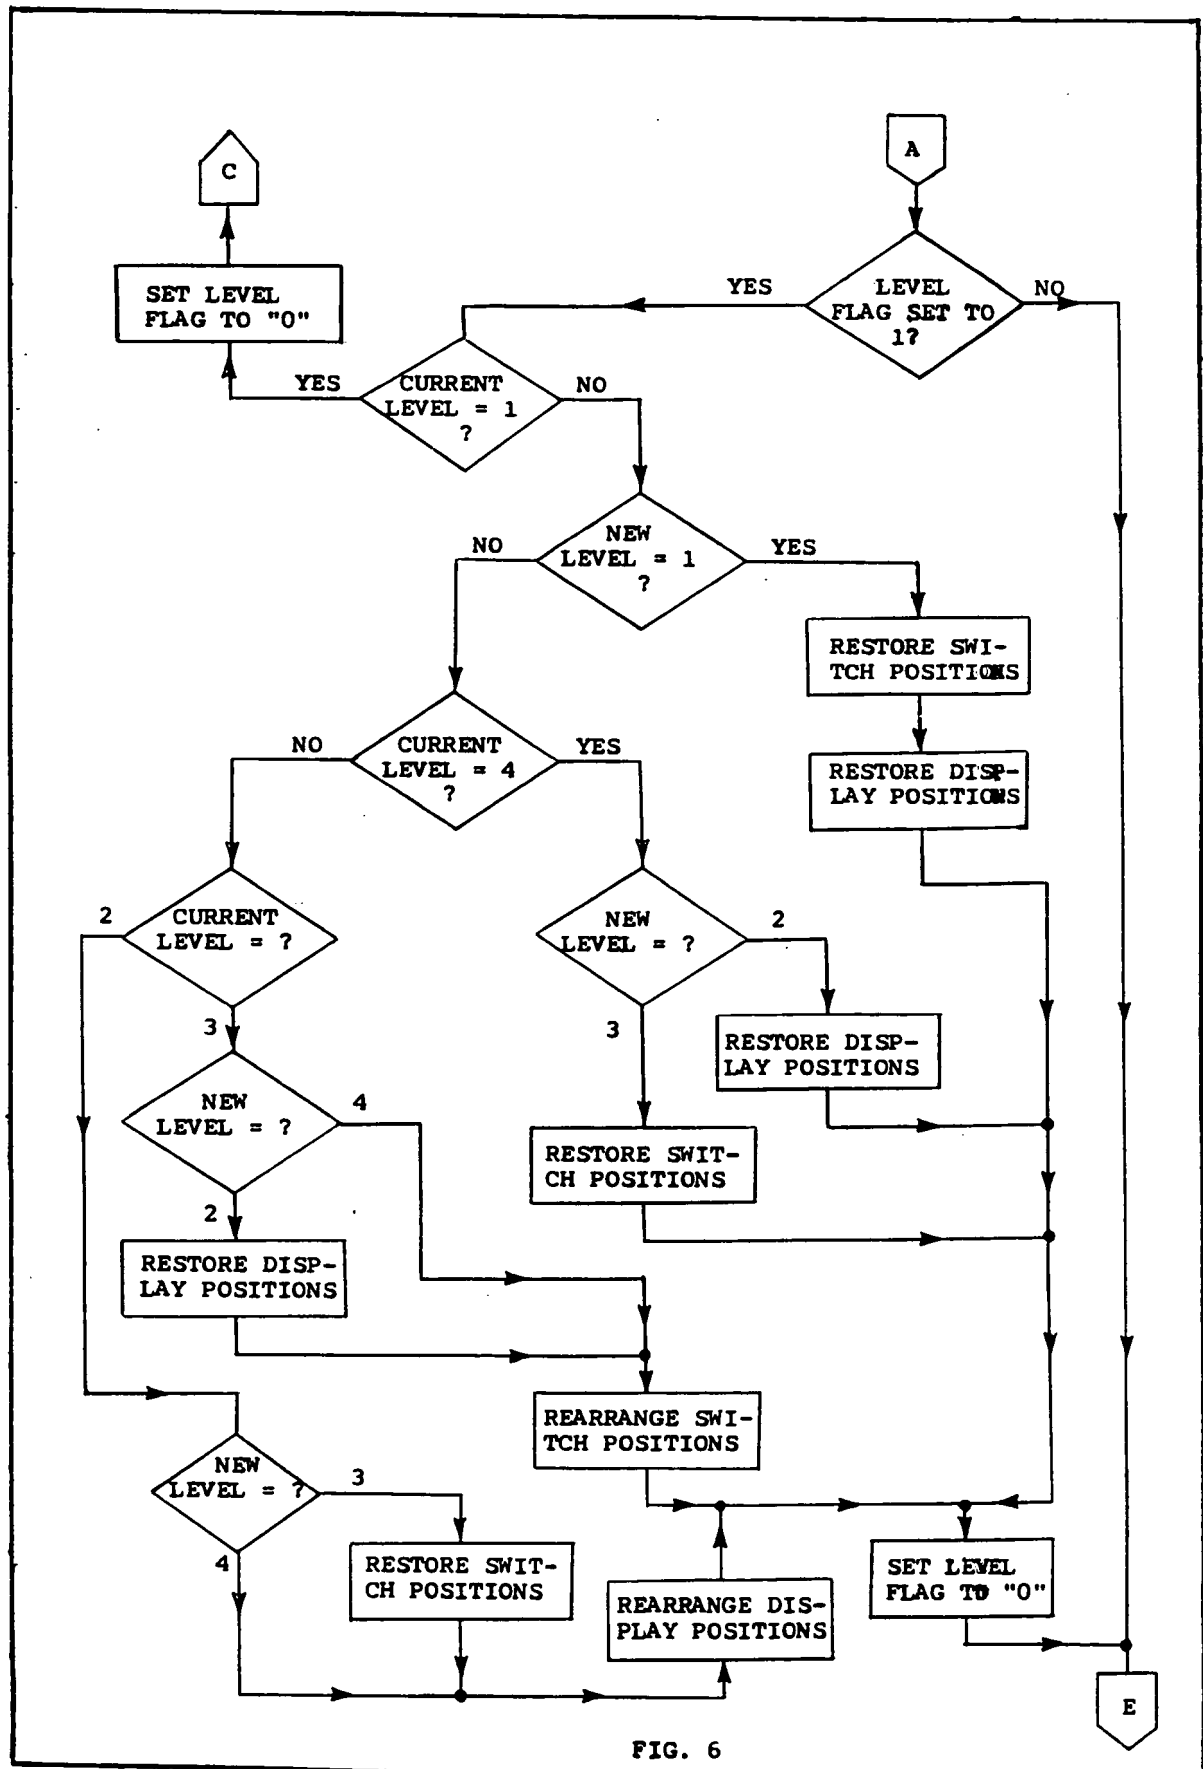 C
A
SET LEVEL
FLAG TO "0"
YES
LEVEL
FLAG SET TO
1?
NO
YES
CURRENT
LEVEL = 1
?
NO
NEW
LEVEL = 1
?
NO
YES
RESTORE SWI-
TCH POSITIONS
CURRENT
LEVEL = 4
?
NO
YES
RESTORE DISP-
LAY POSITIONS
CURRENT
LEVEL = ?
2
3
NEW
LEVEL = ?
2
3
RESTORE DISP-
LAY POSITIONS
NEW
LEVEL = ?
4
2
RESTORE SWIT-
CH POSITIONS
RESTORE DISP-
LAY POSITIONS
REARRANGE SWI-
TCH POSITIONS
NEW
LEVEL = ?
3
4
RESTORE SWIT-
CH POSITIONS
REARRANGE DIS-
PLAY POSITIONS
SET LEVEL
FLAG TO "0"
E
FIG. 6